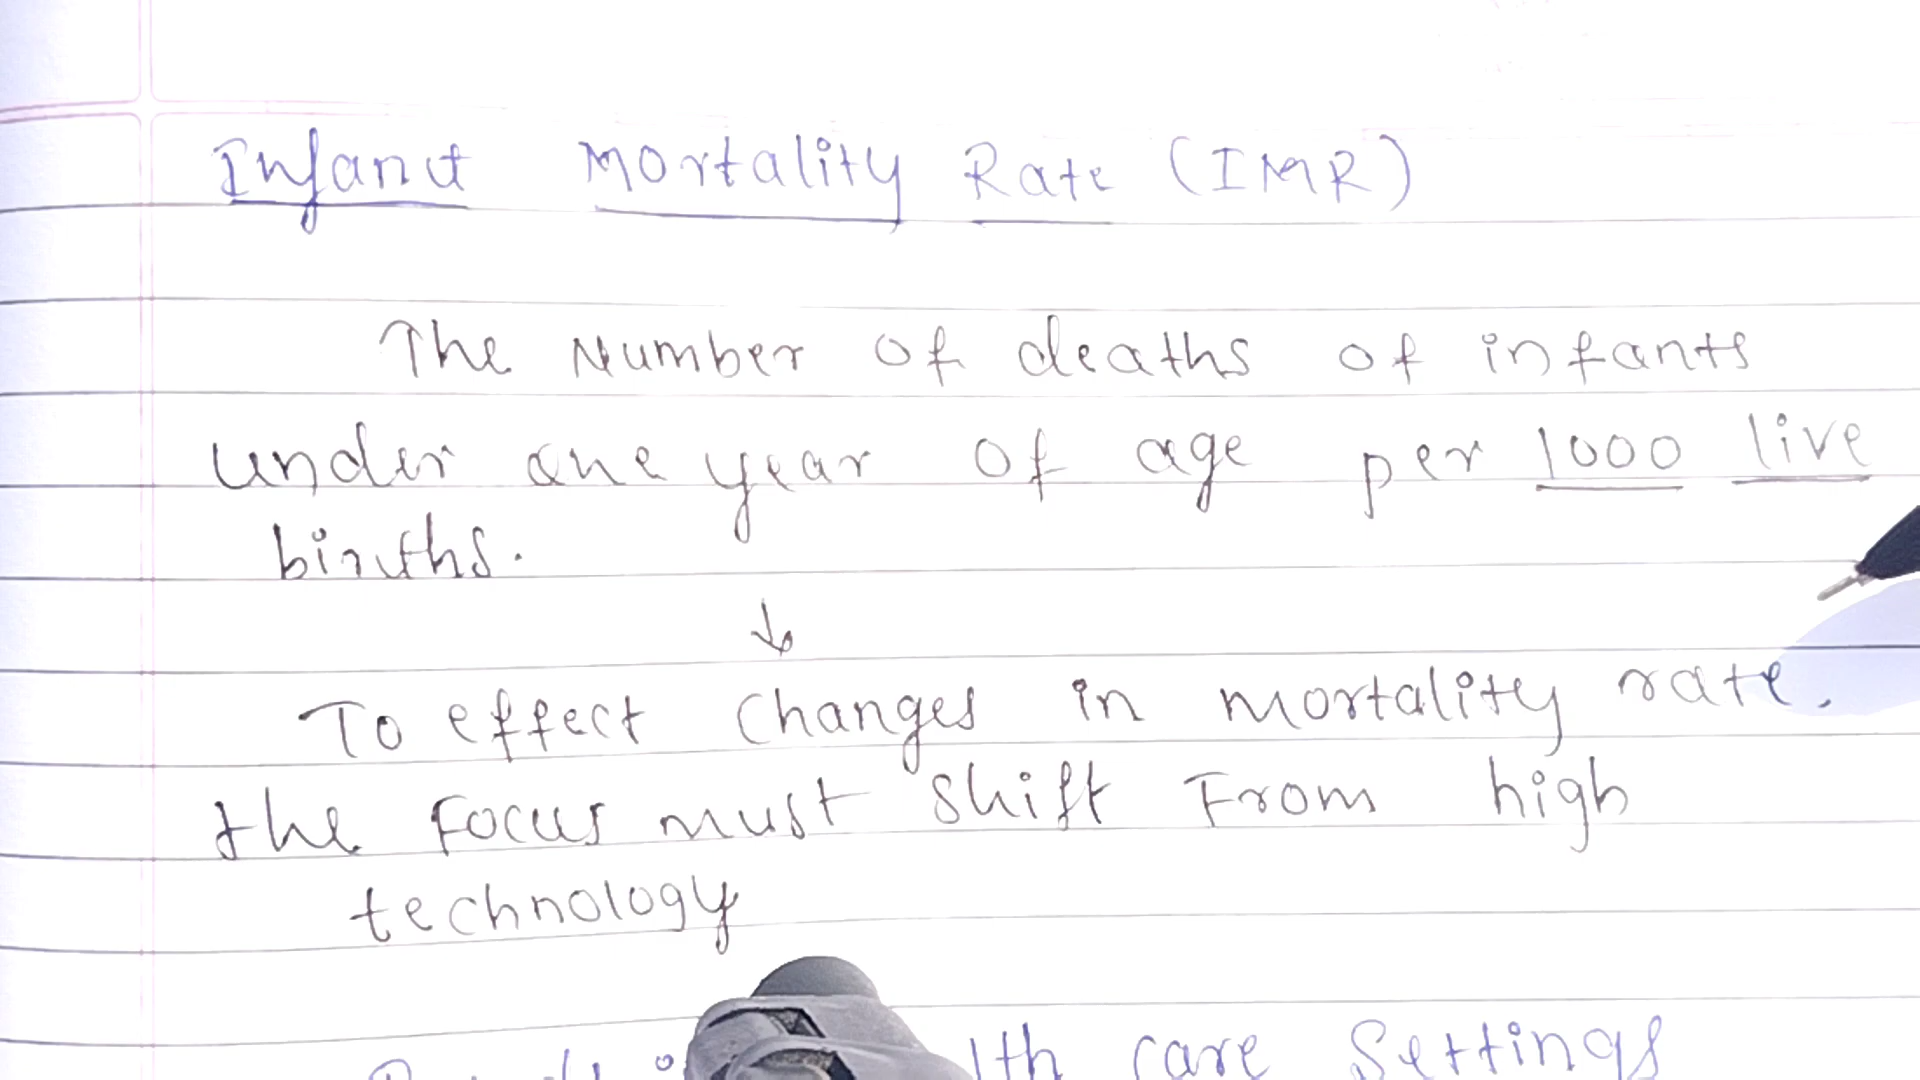 Infant Mortality Rate (IMR)
The Number of deaths of infants
under one year of age per 1000 live
births.
↓
To effect changes in mortality rate.
the focus must shift From high
technology
care Settings